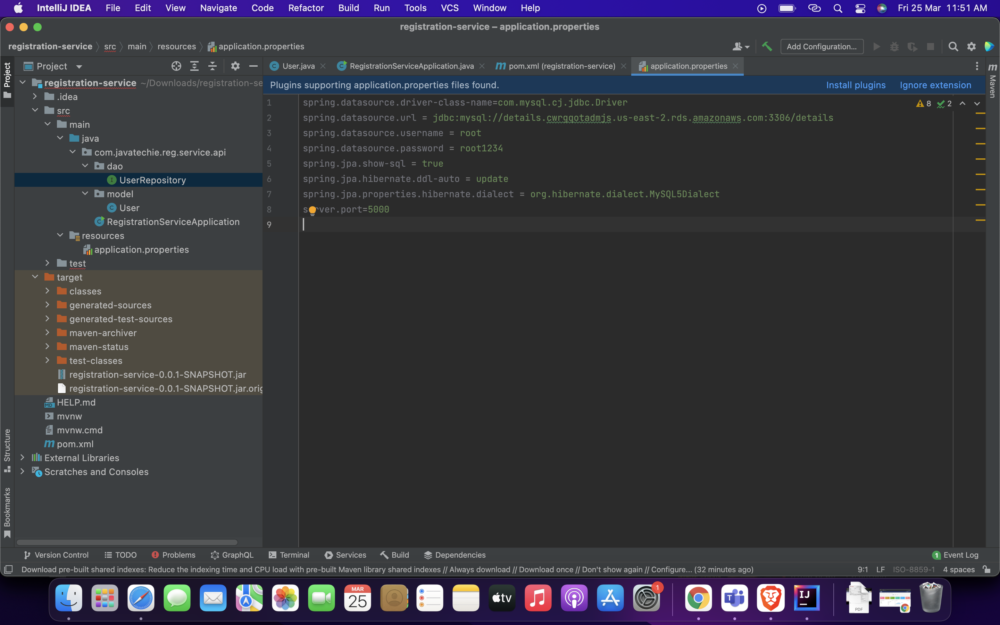 IntelliJ IDEA File Edit View Navigate Code Refactor Build Run Tools VCS Window Help Fri 25 Mar 11:51 AM
registration-service – application.properties
registration-service src main resources application.properties Add Configuration...
Project
Project
User.java RegistrationServiceApplication.java pom.xml (registration-service) application.properties
Maven
registration-service ~/Downloads/registration-se
.idea
src
main
java
com.javatechie.reg.service.api
dao
UserRepository
model
User
RegistrationServiceApplication
resources
application.properties
test
target
classes
generated-sources
generated-test-sources
maven-archiver
maven-status
test-classes
registration-service-0.0.1-SNAPSHOT.jar
registration-service-0.0.1-SNAPSHOT.jar.orig
HELP.md
mvnw
mvnw.cmd
pom.xml
External Libraries
Scratches and Consoles
Structure
Bookmarks
Plugins supporting application.properties files found. Install plugins Ignore extension
8 2
1 spring.datasource.driver-class-name=com.mysql.cj.jdbc.Driver
2 spring.datasource.url = jdbc:mysql://details.cwrgqotadmjs.us-east-2.rds.amazonaws.com:3306/details
3 spring.datasource.username = root
4 spring.datasource.password = root1234
5 spring.jpa.show-sql = true
6 spring.jpa.hibernate.ddl-auto = update
7 spring.jpa.properties.hibernate.dialect = org.hibernate.dialect.MySQL5Dialect
8 server.port=5000
9
Version Control TODO Problems GraphQL Terminal Services Build Dependencies 1 Event Log
Download pre-built shared indexes: Reduce the indexing time and CPU load with pre-built Maven library shared indexes // Always download // Download once // Don't show again // Configure... (32 minutes ago) 9:1 LF ISO-8859-1 4 spaces
MAR
25
tv
1
IJ
PDF